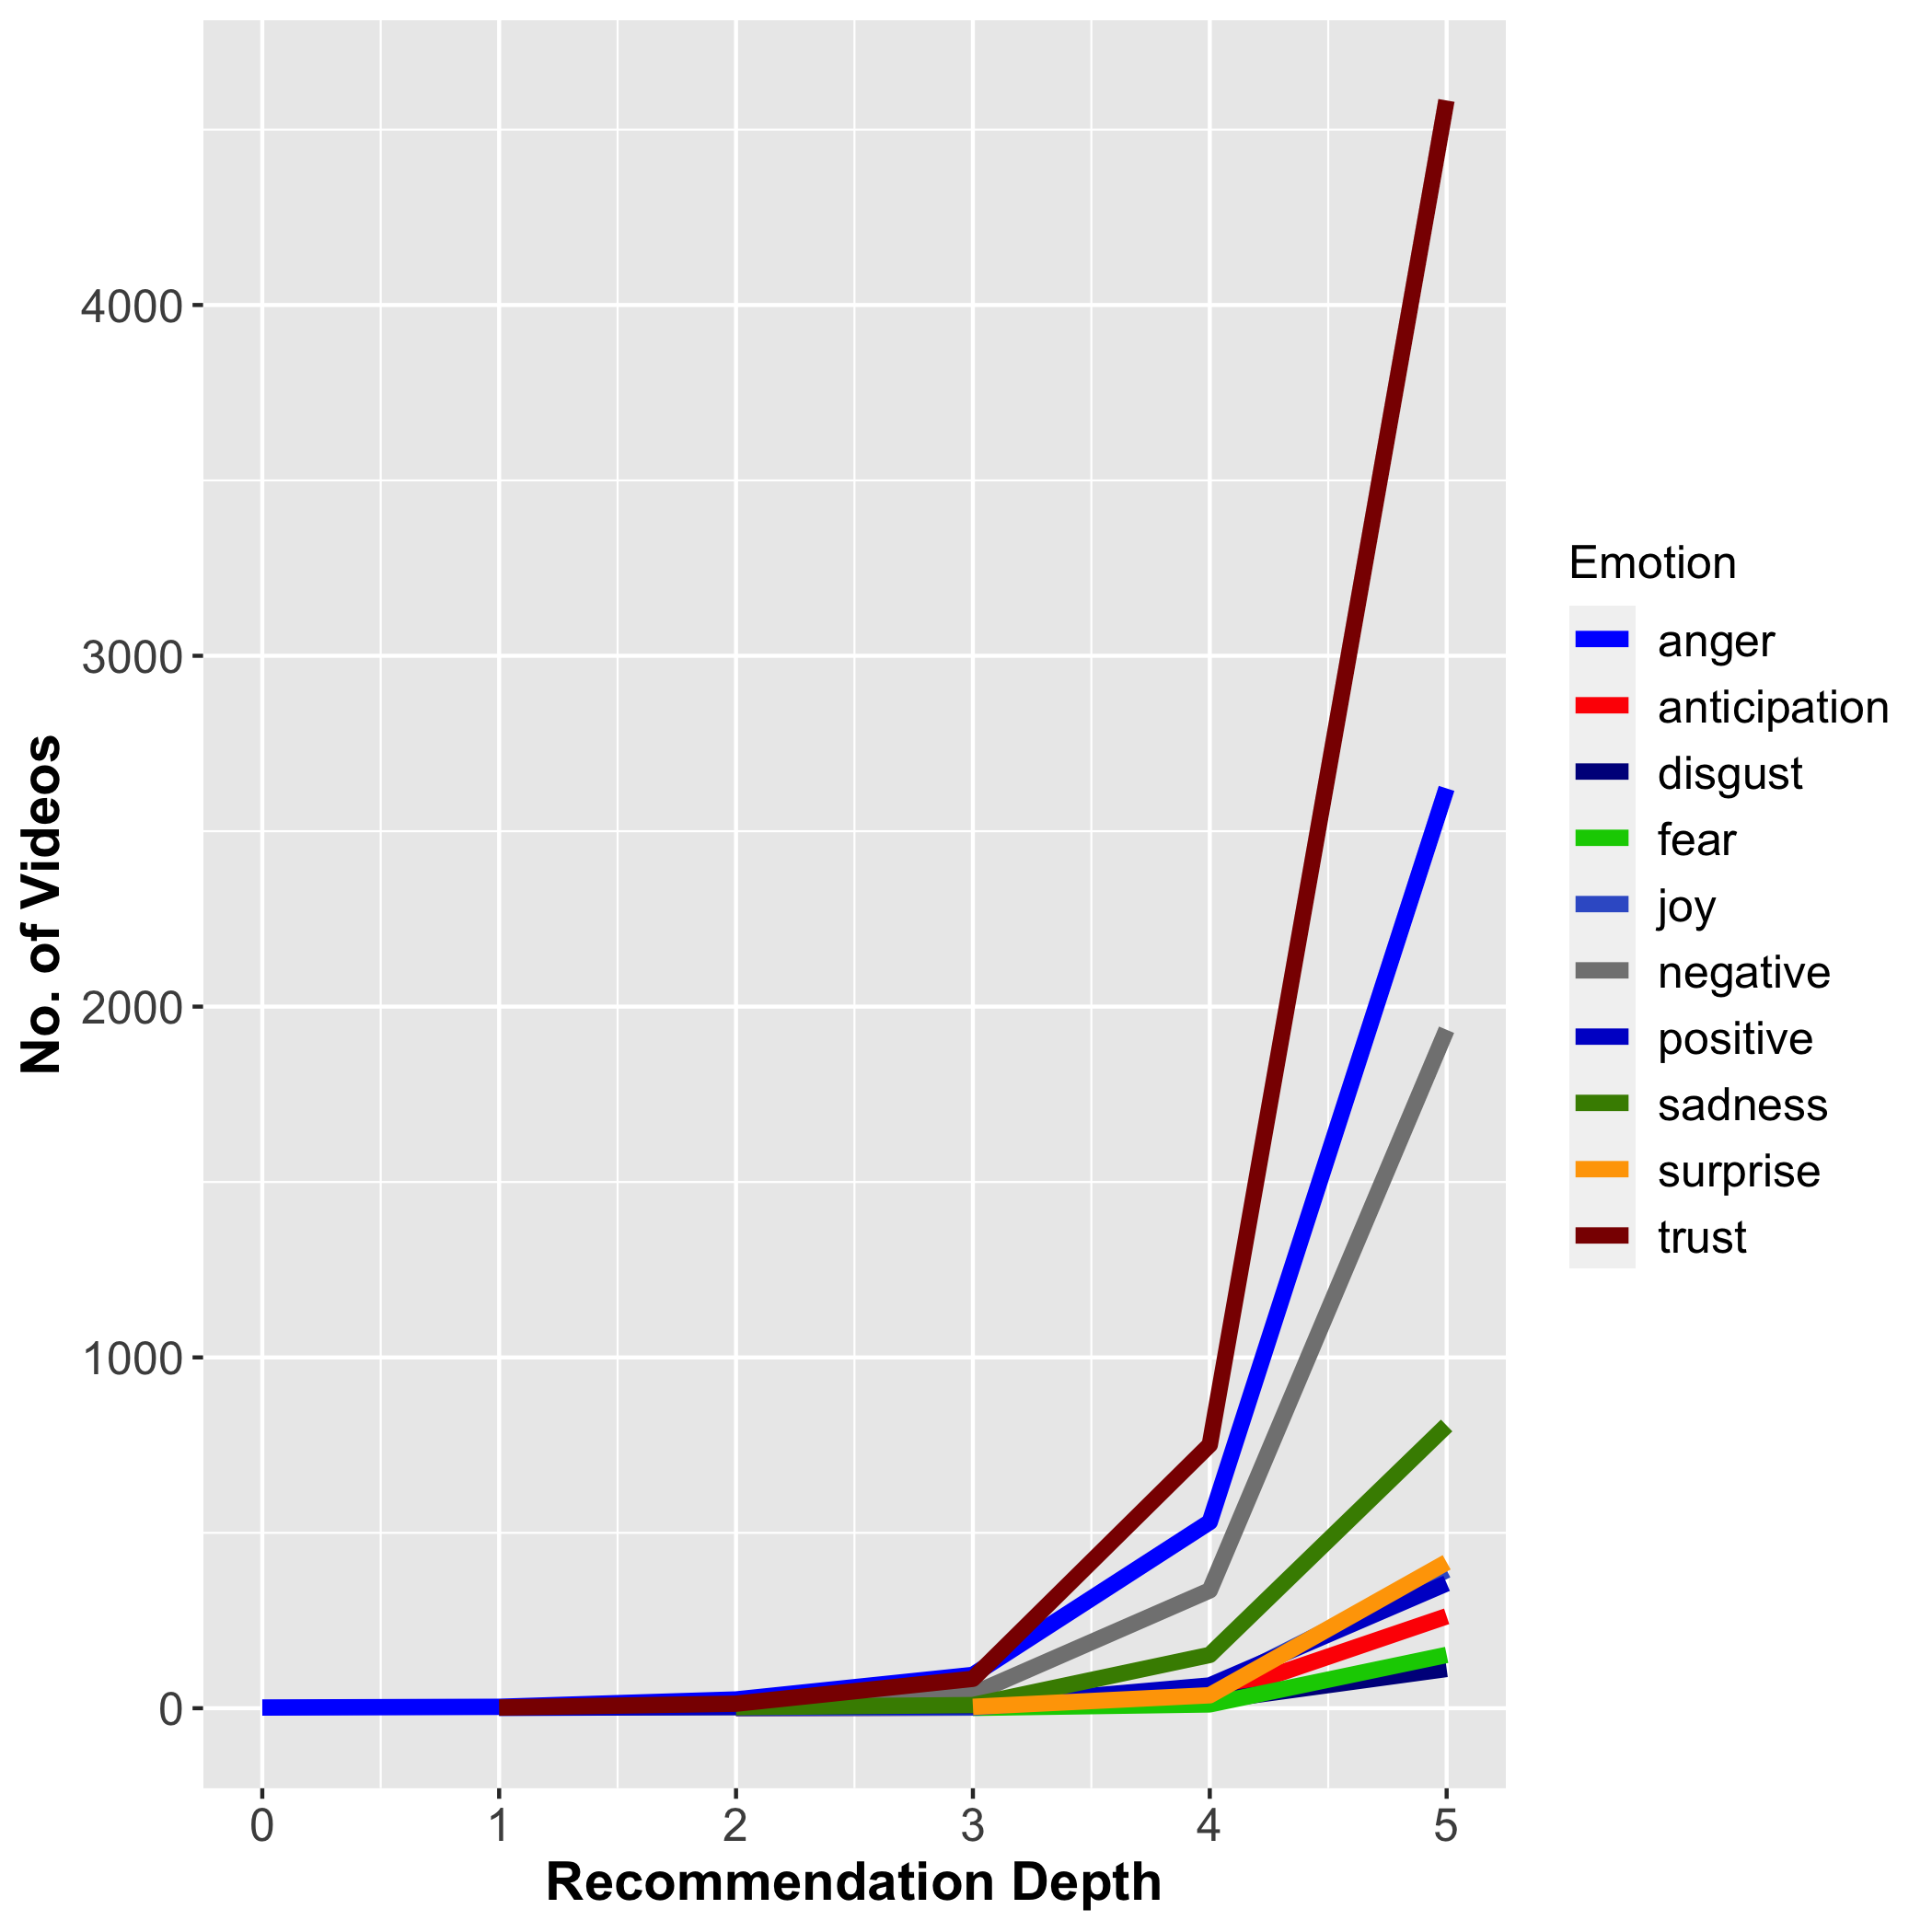 No. of Videos
4000
3000
2000
1000
0
0 1 2 3 4 5
Recommendation Depth
Emotion
anger
anticipation
disgust
fear
joy
negative
positive
sadness
surprise
trust